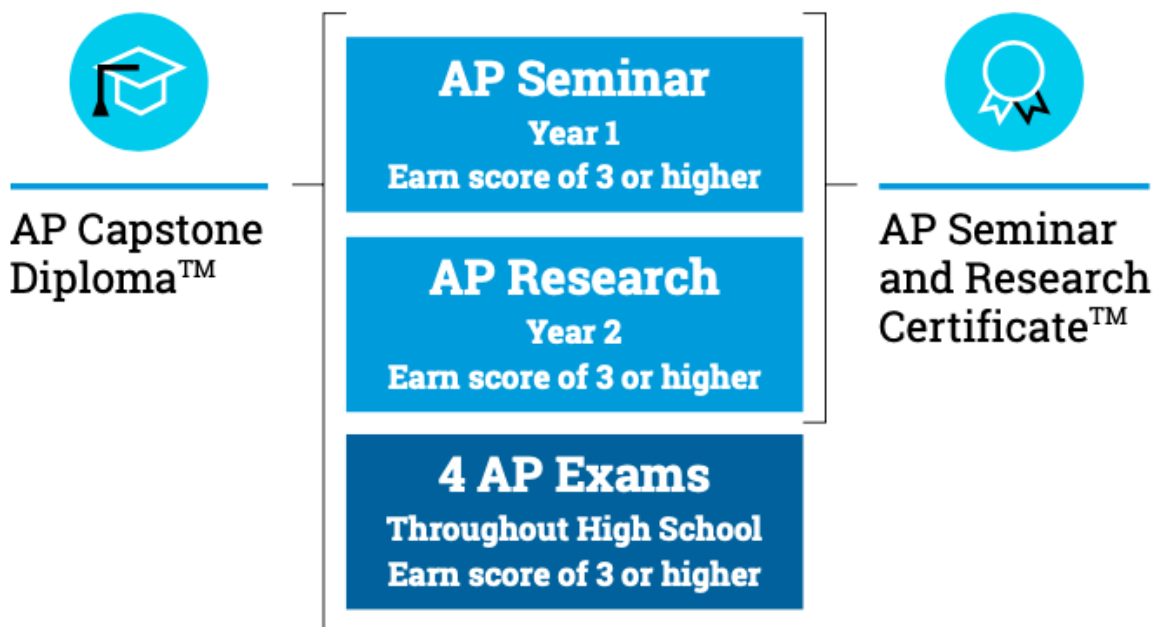 AP Capstone
Diploma™
AP Seminar
Year 1
Earn score of 3 or higher
AP Research
Year 2
Earn score of 3 or higher
4 AP Exams
Throughout High School
Earn score of 3 or higher
AP Seminar
and Research
Certificate™